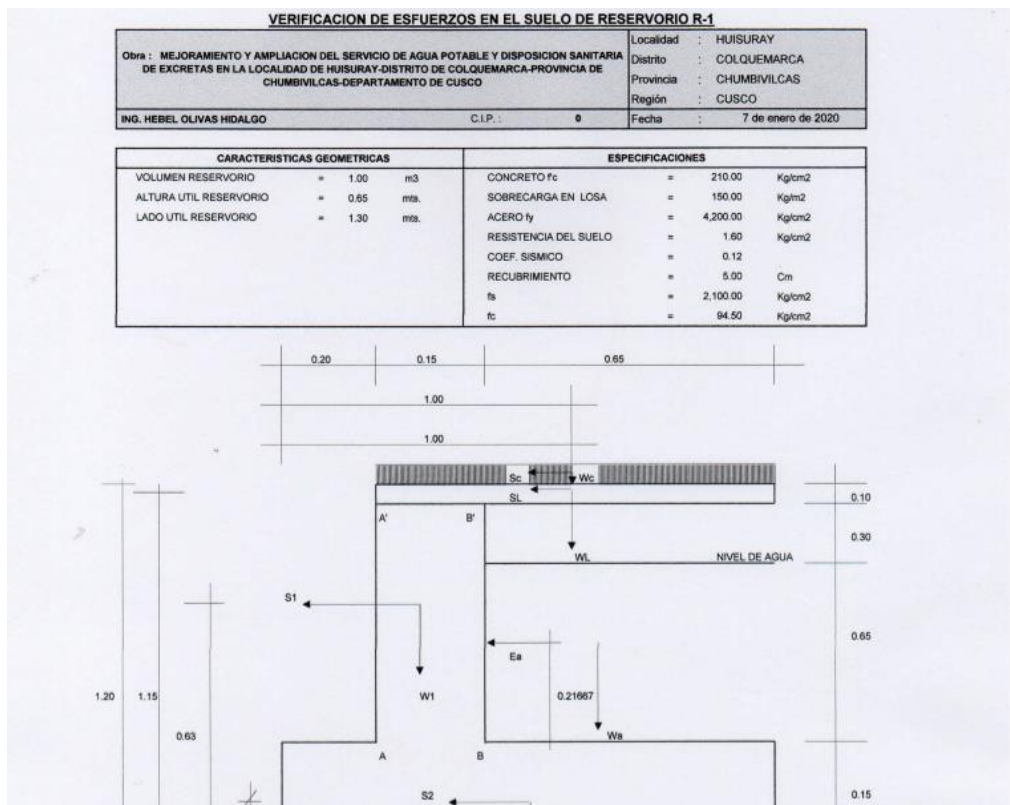 VERIFICACION DE ESFUERZOS EN EL SUELO DE RESERVORIO R-1
Obra : MEJORAMIENTO Y AMPLIACION DEL SERVICIO DE AGUA POTABLE Y DISPOSICION SANITARIA
DE EXCRETAS EN LA LOCALIDAD DE HUISURAY-DISTRITO DE COLQUEMARCA-PROVINCIA DE
CHUMBIVILCAS-DEPARTAMENTO DE CUSCO
Localidad : HUISURAY
Distrito : COLQUEMARCA
Provincia : CHUMBIVILCAS
Región : CUSCO
ING. HEBEL OLIVAS HIDALGO C.I.P. : 0 Fecha : 7 de enero de 2020
CARACTERISTICAS GEOMETRICAS
VOLUMEN RESERVORIO = 1.00 m3
ALTURA UTIL RESERVORIO = 0.65 mts.
LADO UTIL RESERVORIO = 1.30 mts.
ESPECIFICACIONES
CONCRETO f'c = 210.00 Kg/cm2
SOBRECARGA EN LOSA = 150.00 Kg/m2
ACERO fy = 4,200.00 Kg/cm2
RESISTENCIA DEL SUELO = 1.60 Kg/cm2
COEF. SISMICO = 0.12
RECUBRIMIENTO = 5.00 Cm
fs = 2,100.00 Kg/cm2
fc = 94.50 Kg/cm2
0.20 0.15 0.65
1.00
1.00
Sc Wc
SL 0.10
A' B' 0.30
WL NIVEL DE AGUA
S1
Ea 0.65
W1 0.21667
1.20 1.15
0.63 Wa
A B
S2 0.15